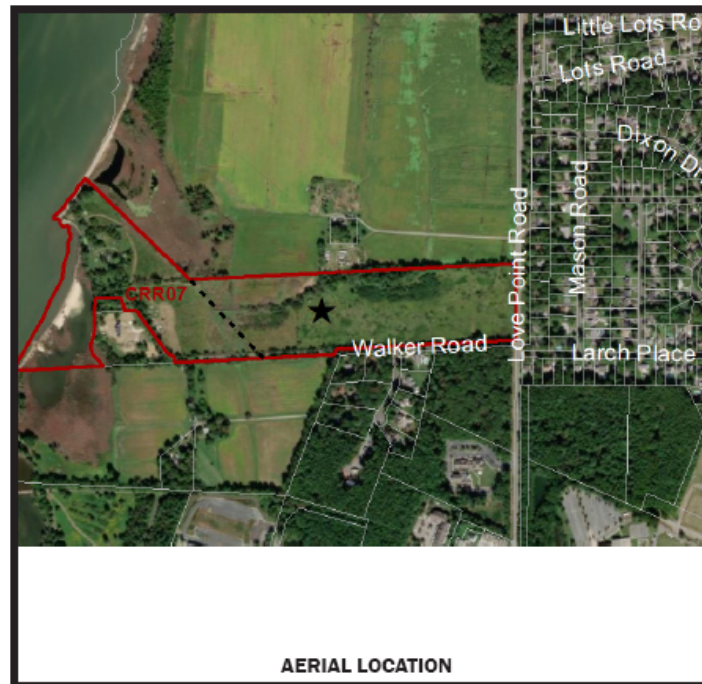 Little Lots Ro
Lots Road
Dixon Dr
Love Point Road
Mason Road
CRR07
Walker Road
Larch Place
AERIAL LOCATION